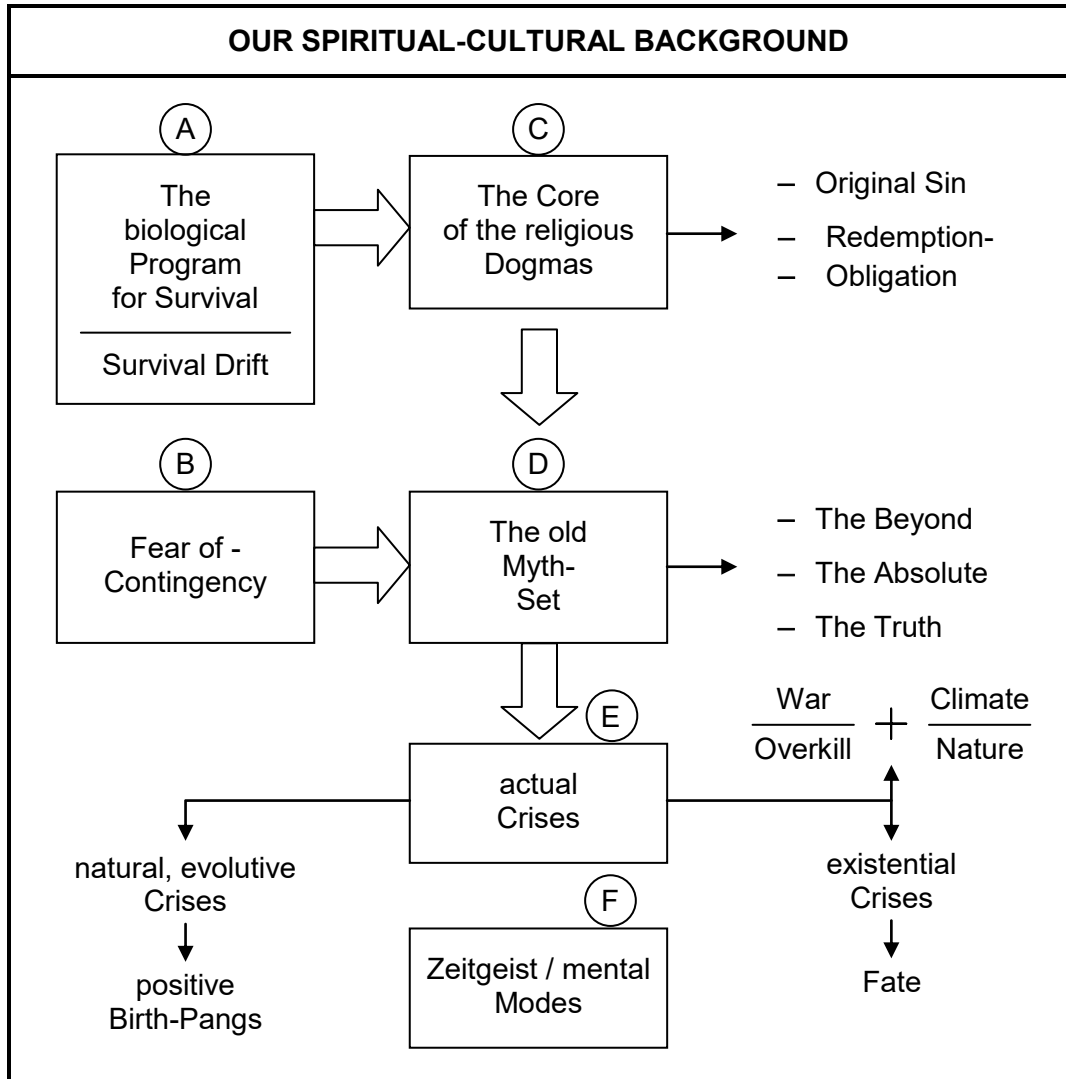 OUR SPIRITUAL-CULTURAL BACKGROUND
A
The
biological
Program
for Survival
Survival Drift
C
The Core
of the religious
Dogmas
– Original Sin
– Redemption-
– Obligation
B
Fear of -
Contingency
D
The old
Myth-
Set
– The Beyond
– The Absolute
– The Truth
War
Overkill
+
Climate
Nature
E
actual
Crises
natural, evolutive
Crises
positive
Birth-Pangs
existential
Crises
Fate
F
Zeitgeist / mental
Modes